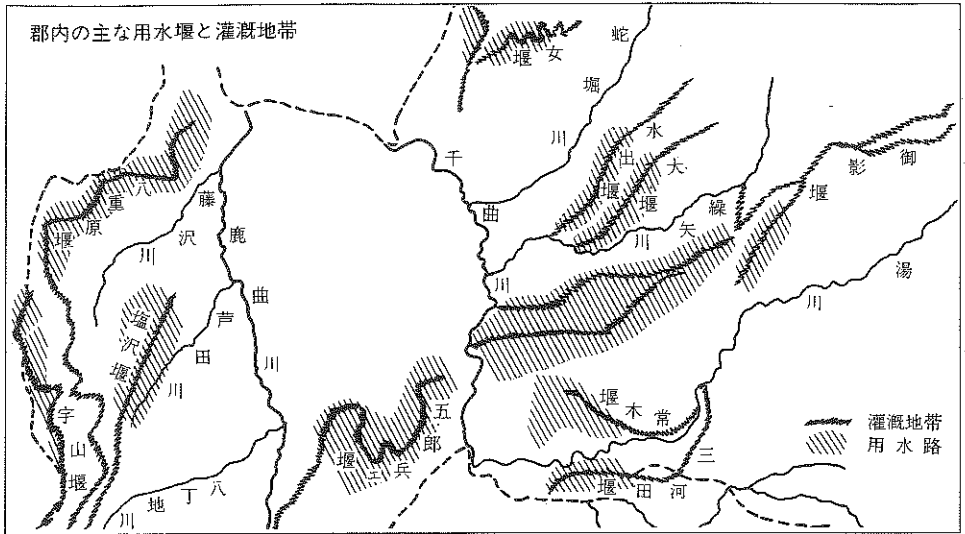 郡内の主な用水堰と灌漑地帯
女堰
蛇堀川
千曲川
水出堰
大堰
繰矢川
御影堰
湯川
常木堰
三河田堰
八重原堰
藤沢川
鹿曲川
芦田川
塩沢堰
宇山堰
八丁地川
五郎兵エ堰
灌漑地帯
用水路